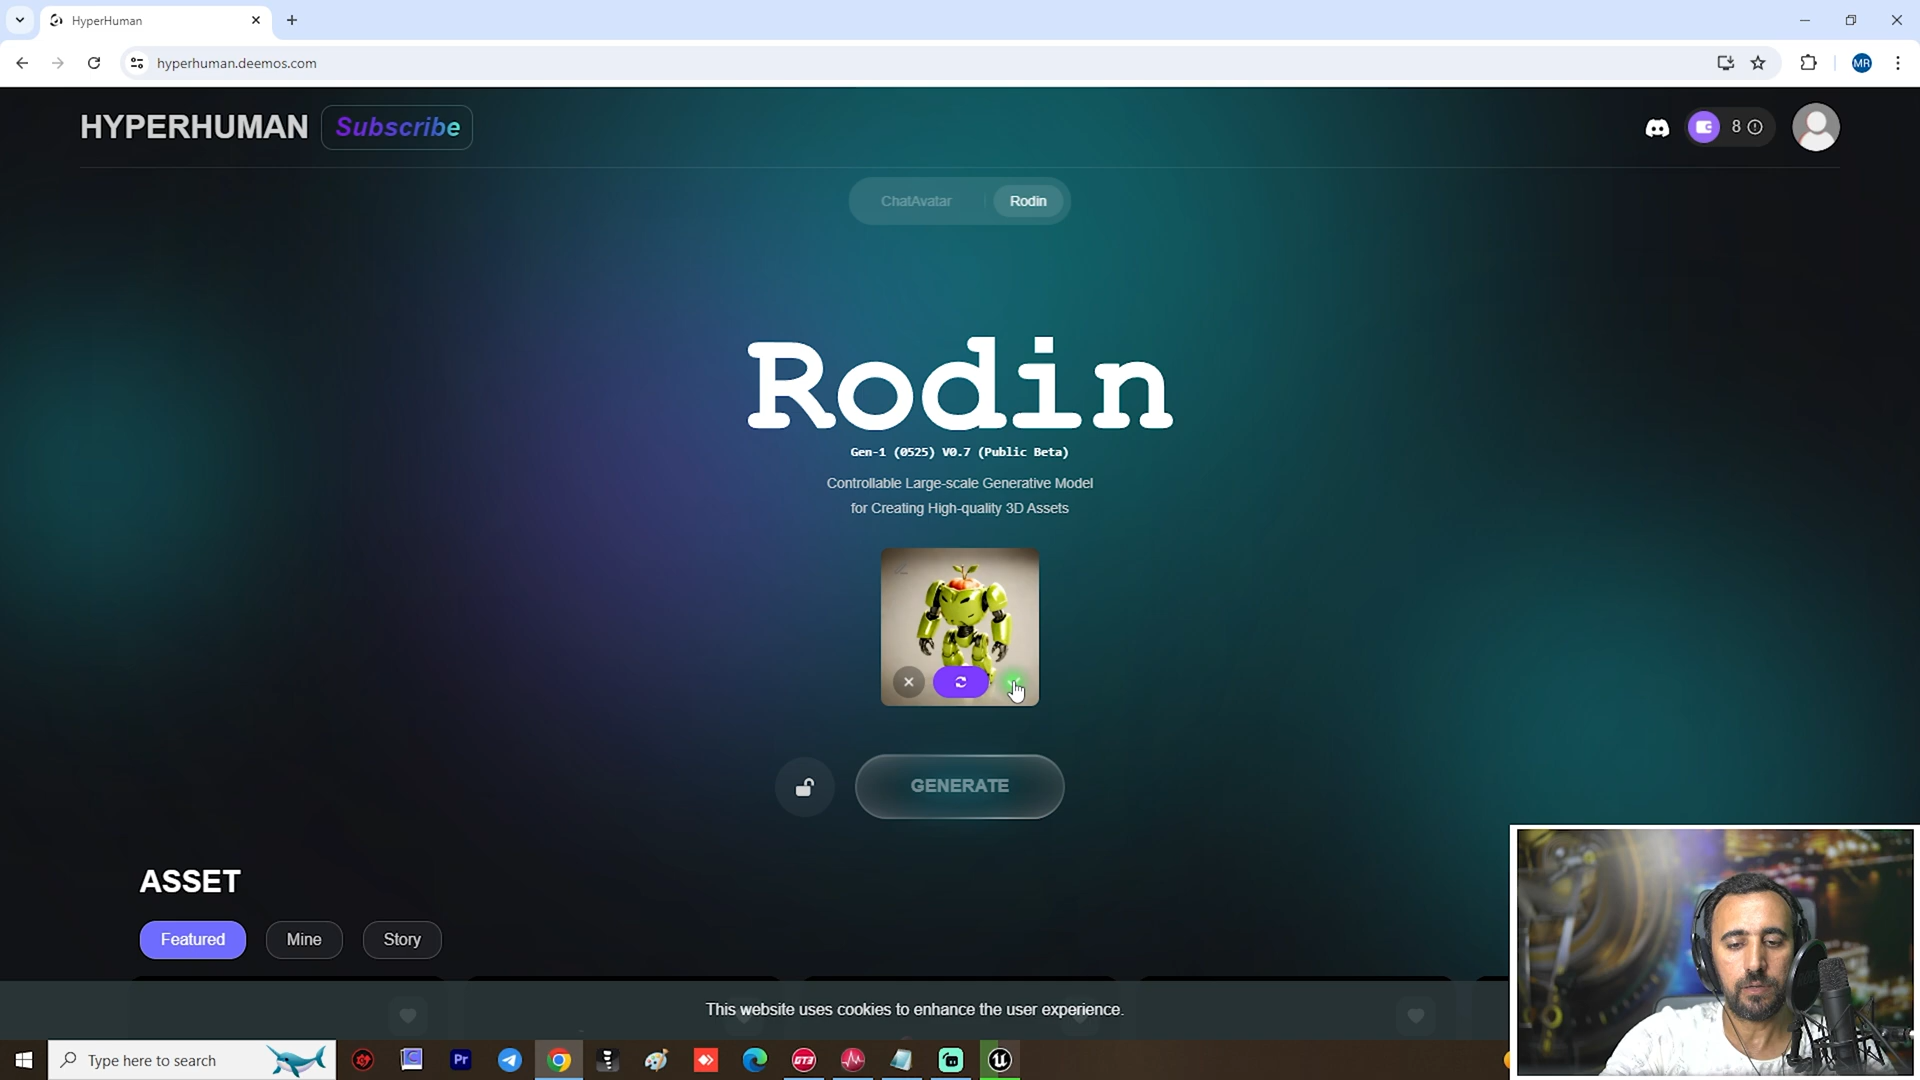 HyperHuman
hyperhuman.deemos.com
MR
HYPERHUMAN
Subscribe
8
ChatAvatar
Rodin
Rodin
Gen-1 (0525) V0.7 (Public Beta)
Controllable Large-scale Generative Model
for Creating High-quality 3D Assets
GENERATE
ASSET
Featured
Mine
Story
This website uses cookies to enhance the user experience.
Type here to search
Pr